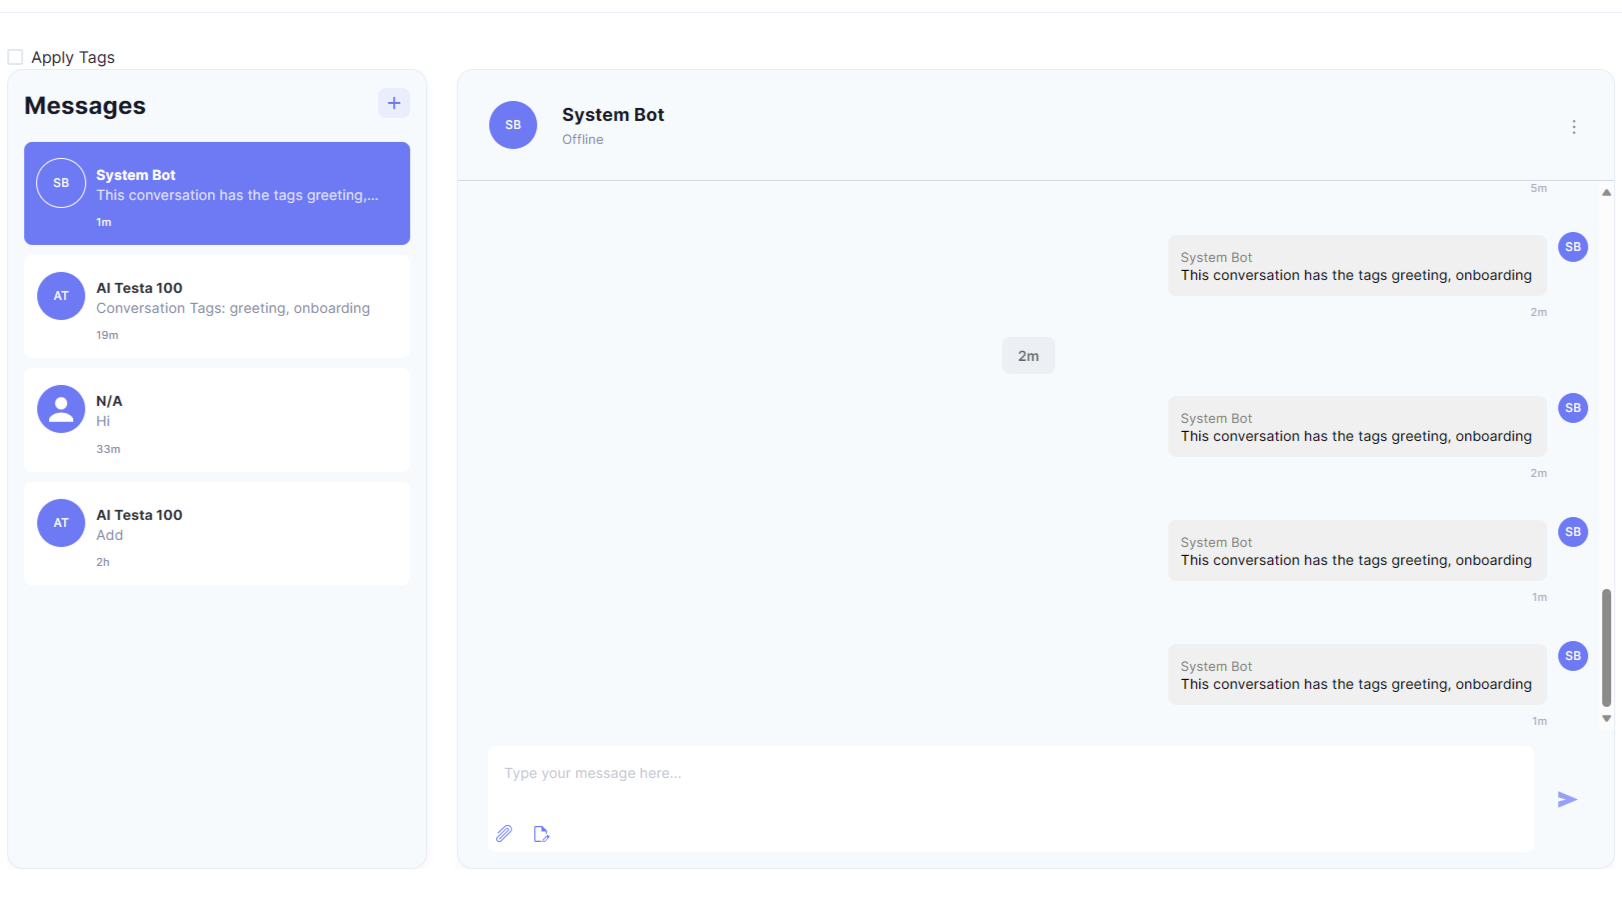 Apply Tags
Messages
+
SB
System Bot
This conversation has the tags greeting,...
1m
AT
AI Testa 100
Conversation Tags: greeting, onboarding
19m
N/A
Hi
33m
AT
AI Testa 100
Add
2h
SB
System Bot
Offline
5m
System Bot
SB
This conversation has the tags greeting, onboarding
2m
2m
System Bot
SB
This conversation has the tags greeting, onboarding
2m
System Bot
SB
This conversation has the tags greeting, onboarding
1m
System Bot
SB
This conversation has the tags greeting, onboarding
1m
Type your message here...